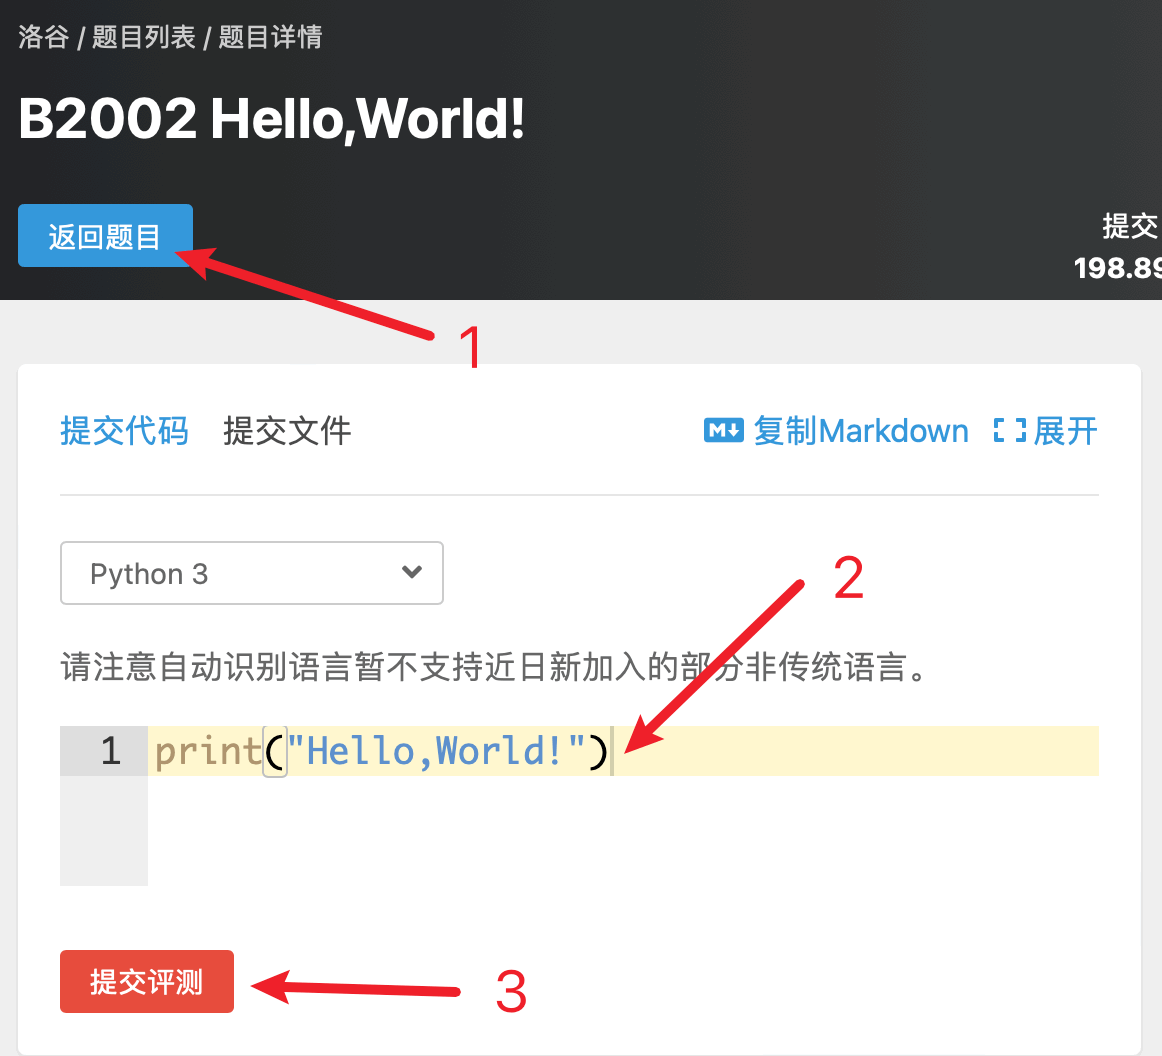 洛谷 / 题目列表 / 题目详情
B2002 Hello,World!
返回题目
提交
198.89
1
提交代码 提交文件 复制Markdown 展开
Python 3
2
请注意自动识别语言暂不支持近日新加入的部分非传统语言。
1 print("Hello,World!")
提交评测
3